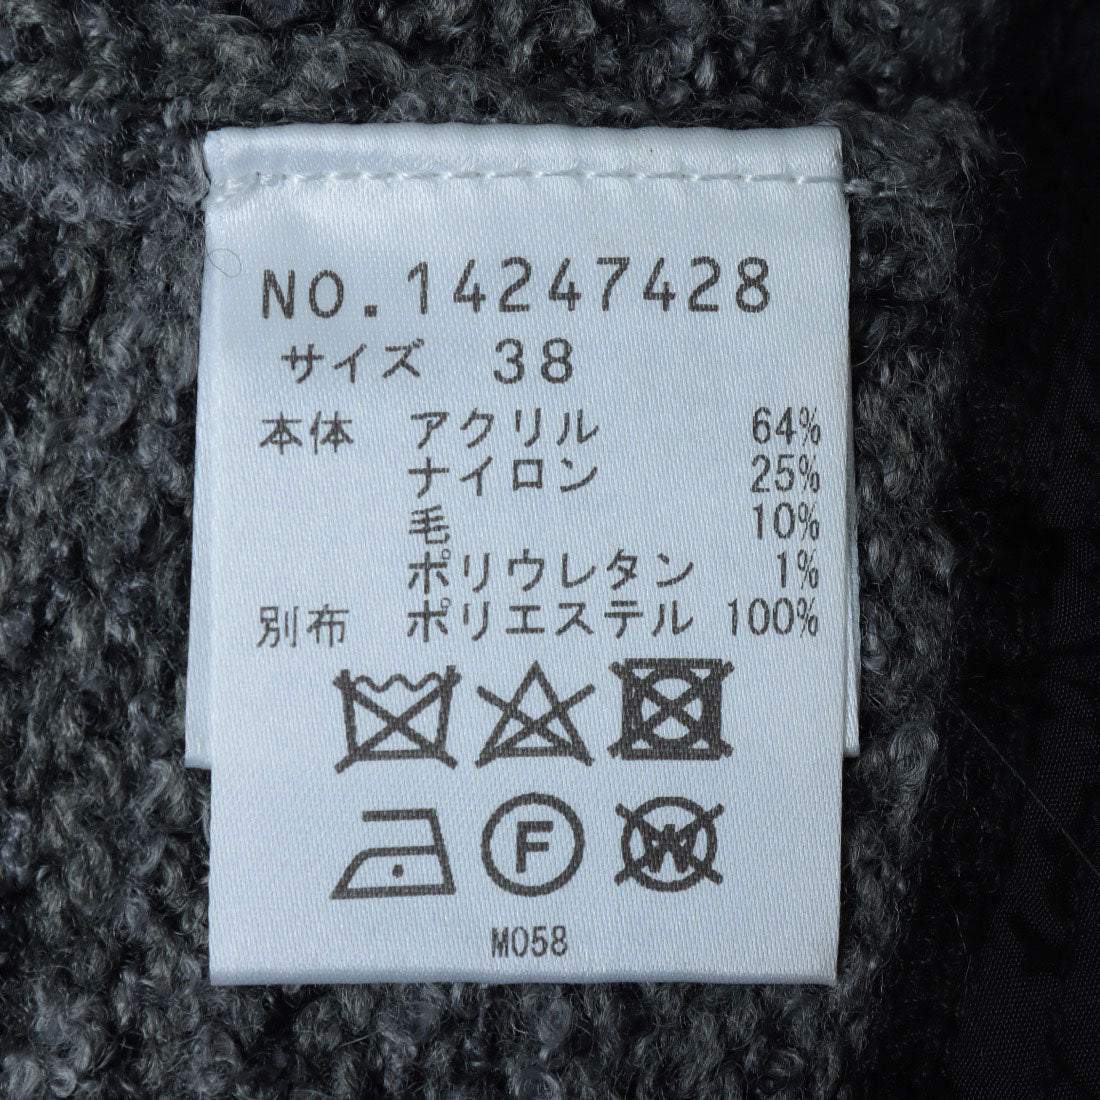 NO.14247428
サイズ 38
本体 アクリル 64%
ナイロン 25%
毛 10%
ポリウレタン 1%
別布 ポリエステル 100%
F W
M058